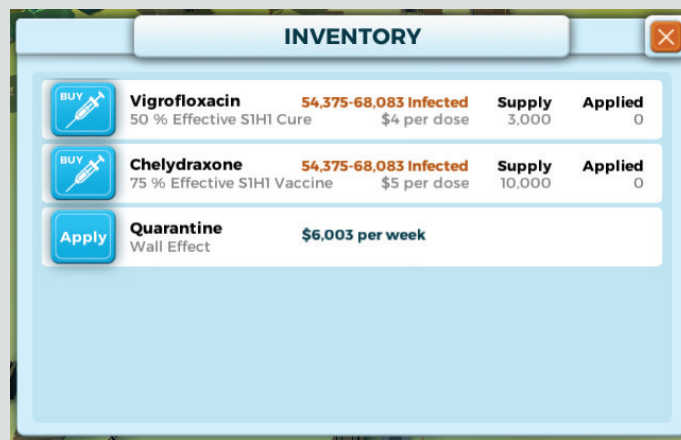 INVENTORY
BUY
Vigrofloxacin 54,375-68,083 Infected Supply Applied
50 % Effective S1H1 Cure $4 per dose 3,000 0
BUY
Chelydraxone 54,375-68,083 Infected Supply Applied
75 % Effective S1H1 Vaccine $5 per dose 10,000 0
Apply
Quarantine $6,003 per week
Wall Effect